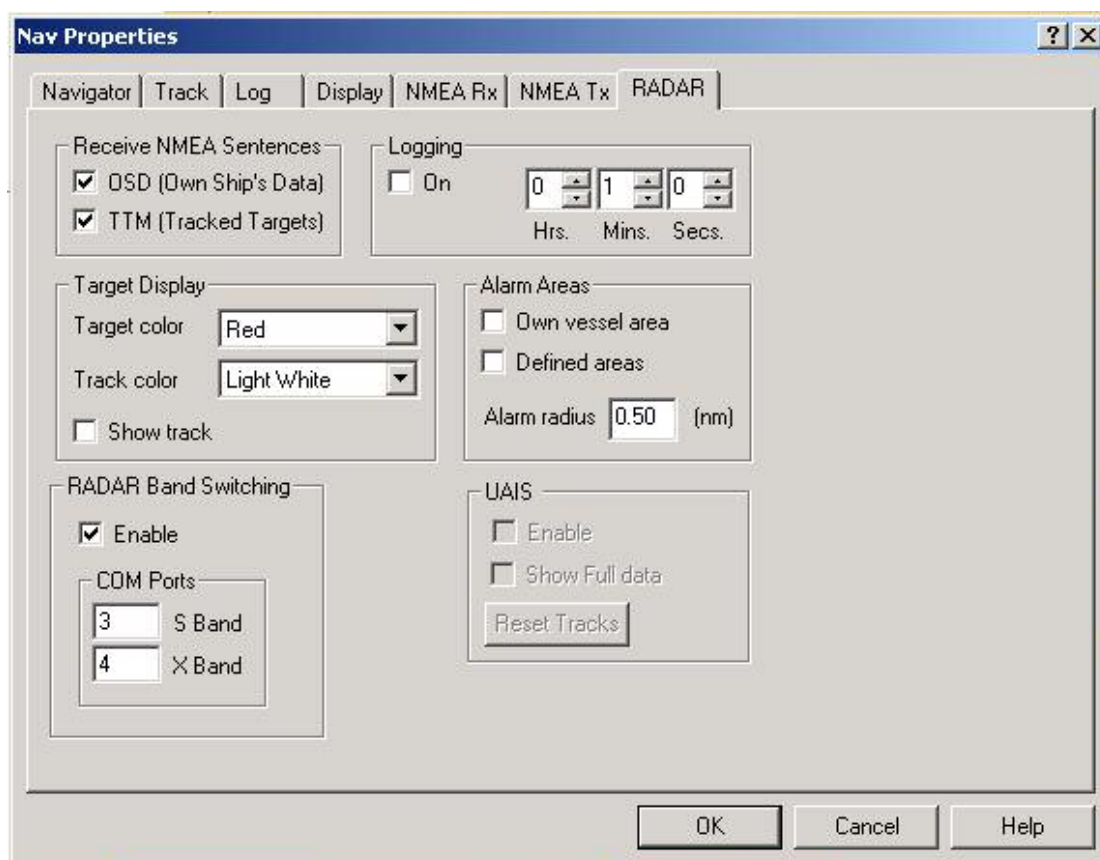 Nav Properties
Navigator Track Log Display NMEA Rx NMEA Tx RADAR
Receive NMEA Sentences
OSD (Own Ship's Data)
TTM (Tracked Targets)
Logging
On 0 1 0
Hrs. Mins. Secs.
Target Display
Target color Red
Track color Light White
Show track
Alarm Areas
Own vessel area
Defined areas
Alarm radius 0.50 (nm)
RADAR Band Switching
Enable
COM Ports
3 S Band
4 X Band
UAIS
Enable
Show Full data
Reset Tracks
OK Cancel Help